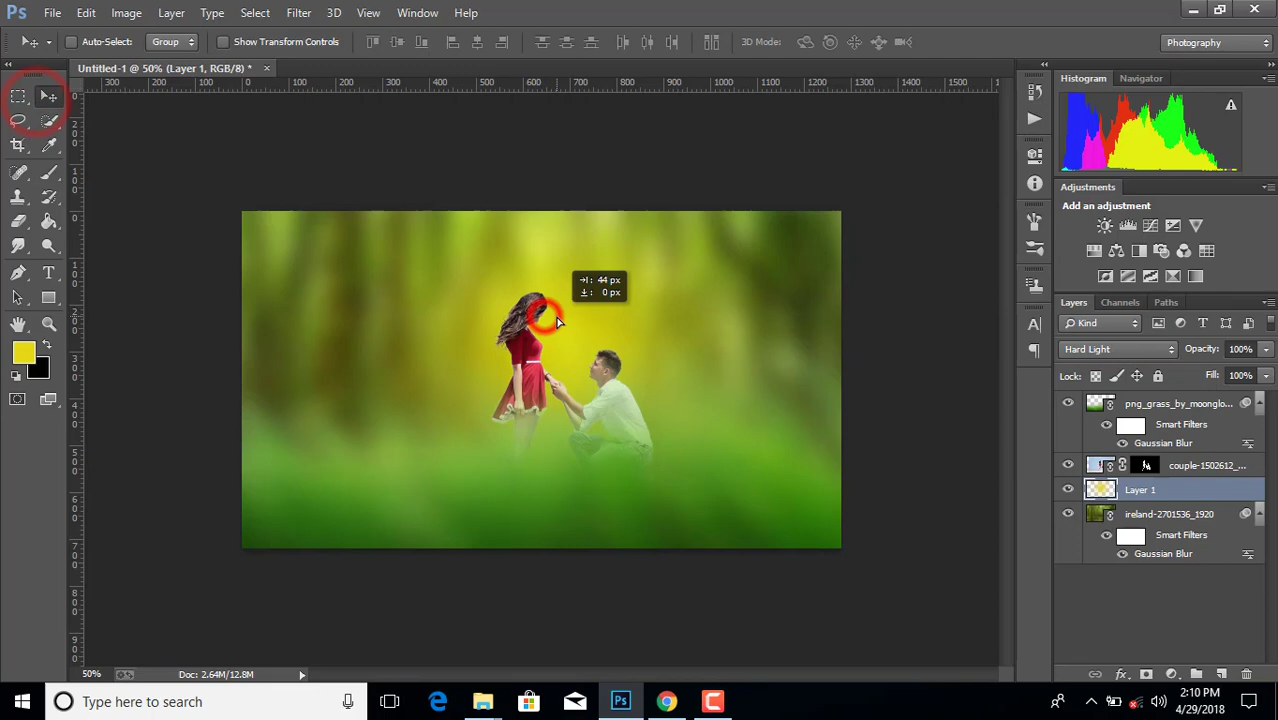 Ps File Edit Image Layer Type Select Filter 3D View Window Help
Auto-Select: Group Show Transform Controls 3D Mode: Photography
Untitled-1 @ 50% (Layer 1, RGB/8) * ×
300 200 100 0 100 200 300 400 500 600 700 800 900 1000 1100 1200 1300 1400 1500
Histogram Navigator
Adjustments
Add an adjustment
44 px
0 px
Layers Channels Paths
Kind
Hard Light Opacity: 100%
Lock: Fill: 100%
png_grass_by_moonglo...
Smart Filters
Gaussian Blur
couple-1502612_...
Layer 1
ireland-2701536_1920
Smart Filters
Gaussian Blur
50% Doc: 2.64M/12.8M
Type here to search
2:10 PM
4/29/2018